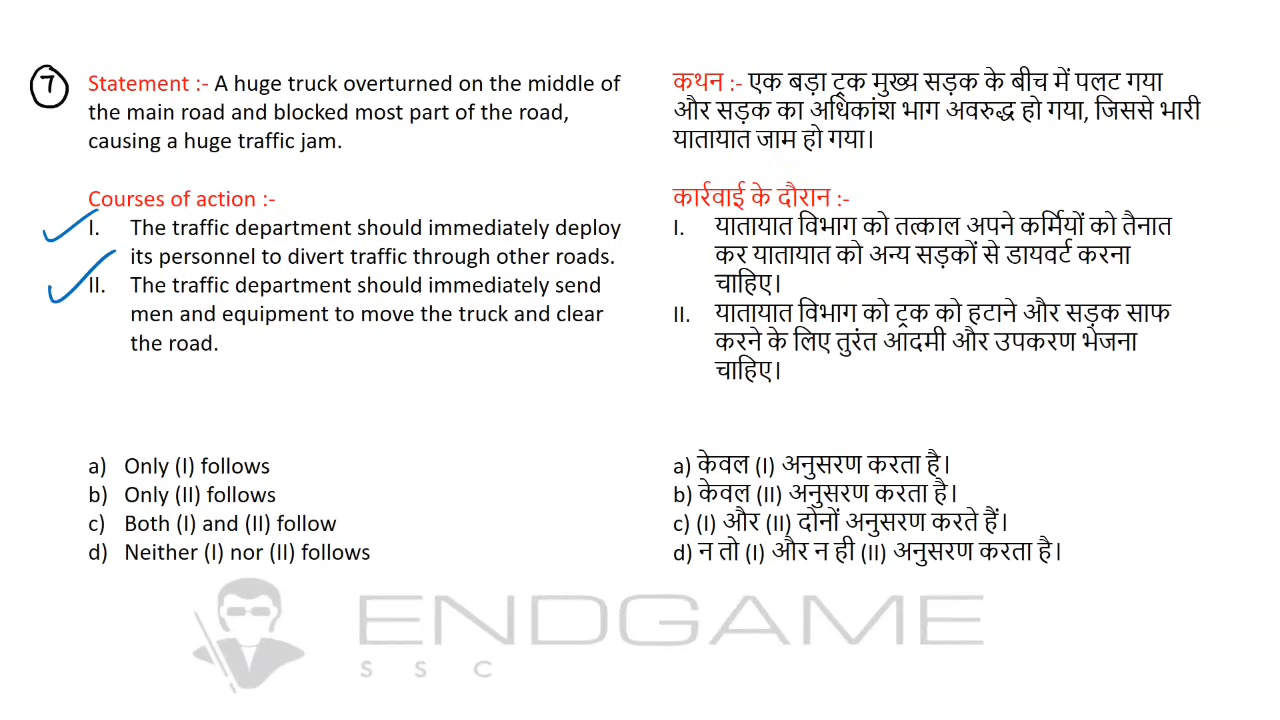 7
Statement :- A huge truck overturned on the middle of
the main road and blocked most part of the road,
causing a huge traffic jam.
Courses of action :-
I. The traffic department should immediately deploy
its personnel to divert traffic through other roads.
II. The traffic department should immediately send
men and equipment to move the truck and clear
the road.
a) Only (I) follows
b) Only (II) follows
c) Both (I) and (II) follow
d) Neither (I) nor (II) follows
कथन :- एक बड़ा ट्रक मुख्य सड़क के बीच में पलट गया
और सड़क का अधिकांश भाग अवरुद्ध हो गया, जिससे भारी
यातायात जाम हो गया।
कार्रवाई के दौरान :-
I. यातायात विभाग को तत्काल अपने कर्मियों को तैनात
कर यातायात को अन्य सड़कों से डायवर्ट करना
चाहिए।
II. यातायात विभाग को ट्रक को हटाने और सड़क साफ
करने के लिए तुरंत आदमी और उपकरण भेजना
चाहिए।
a) केवल (I) अनुसरण करता है।
b) केवल (II) अनुसरण करता है।
c) (I) और (II) दोनों अनुसरण करते हैं।
d) न तो (I) और न ही (II) अनुसरण करता है।
ENDGAME
SSC